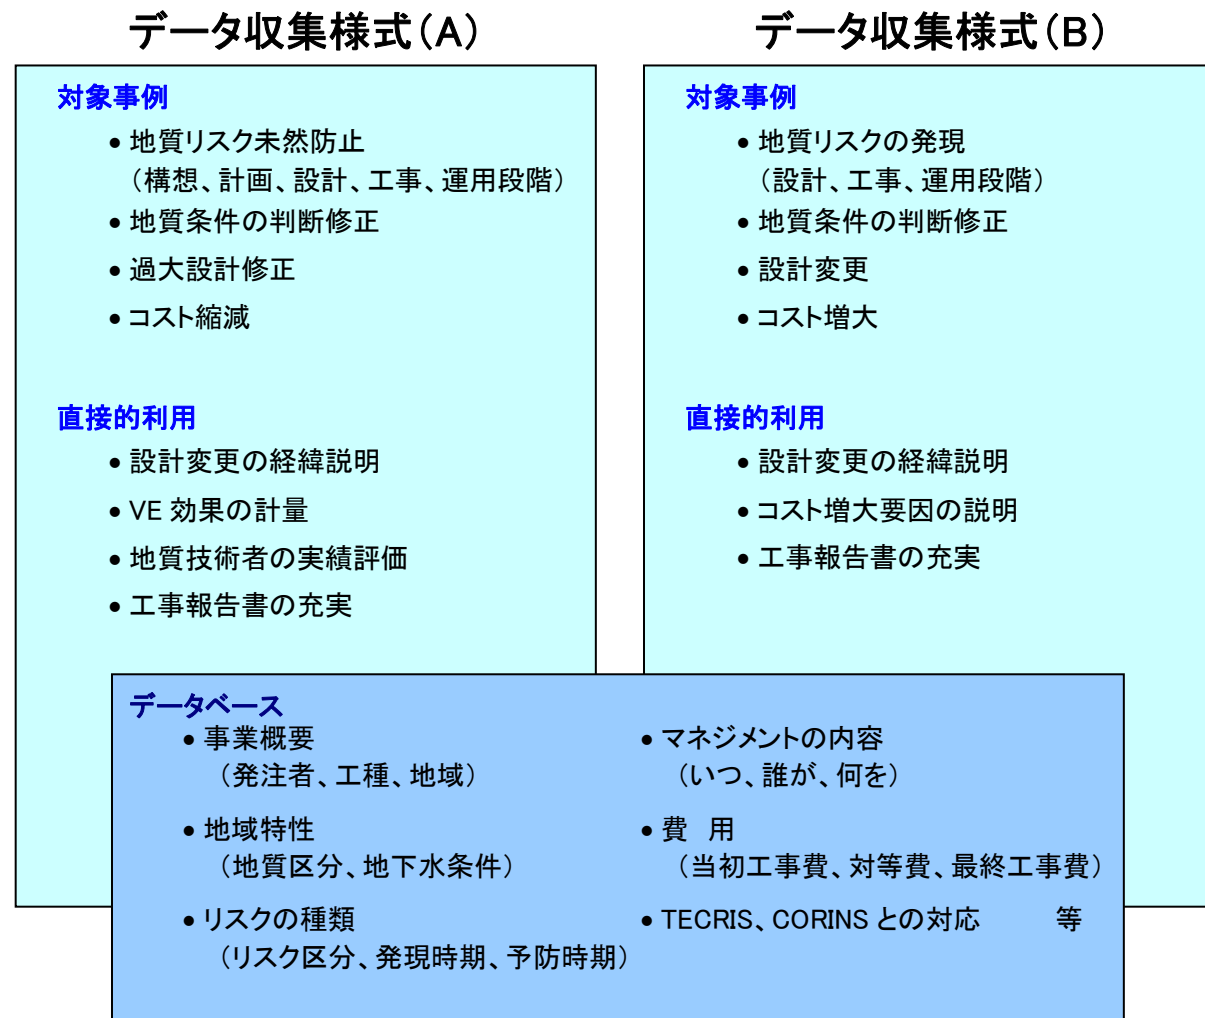 データ収集様式(A)
対象事例
● 地質リスク未然防止
(構想、計画、設計、工事、運用段階)
● 地質条件の判断修正
● 過大設計修正
● コスト縮減
直接的利用
● 設計変更の経緯説明
● VE 効果の計量
● 地質技術者の実績評価
● 工事報告書の充実
データ収集様式(B)
対象事例
● 地質リスクの発現
(設計、工事、運用段階)
● 地質条件の判断修正
● 設計変更
● コスト増大
直接的利用
● 設計変更の経緯説明
● コスト増大要因の説明
● 工事報告書の充実
データベース
● 事業概要
(発注者、工種、地域)
● 地域特性
(地質区分、地下水条件)
● リスクの種類
(リスク区分、発現時期、予防時期)
● マネジメントの内容
(いつ、誰が、何を)
● 費 用
(当初工事費、対等費、最終工事費)
● TECRIS、CORINS との対応 等